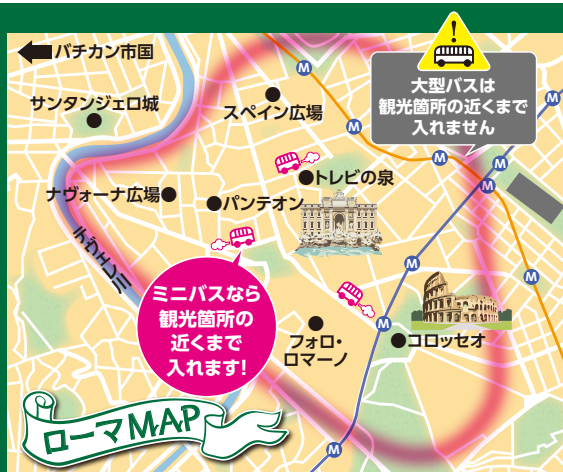 バチカン市国
サンタンジェロ城
スペイン広場
!
大型バスは
観光箇所の近くまで
入れません
ナヴォーナ広場
パンテオン
トレビの泉
テヴェレ川
ミニバスなら
観光箇所の
近くまで
入れます!
フォロ・
ロマーノ
コロッセオ
ローマMAP
M
M
M
M
M
M
M
M
M
M